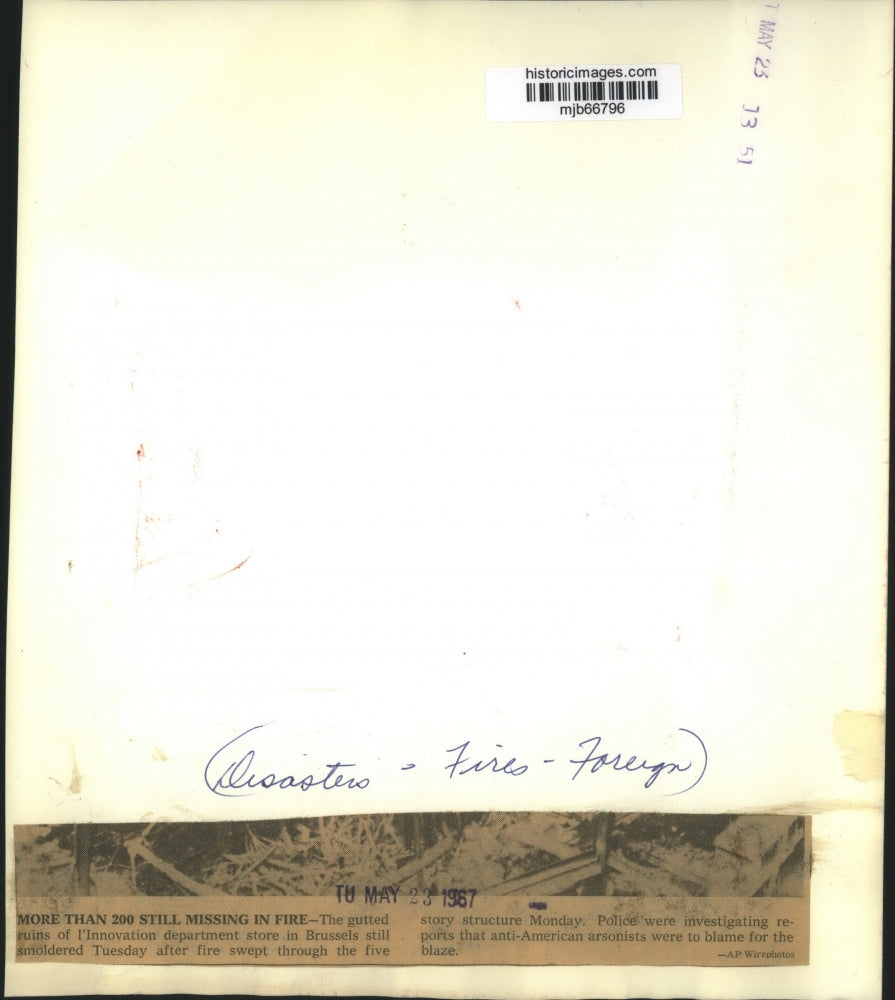 historicimages.com
mjb66796
MAY 23 13 51
(Disasters - Fires - Foreign)
TU MAY 23 1967
MORE THAN 200 STILL MISSING IN FIRE—The gutted
ruins of l'Innovation department store in Brussels still
smoldered Tuesday after fire swept through the five
story structure Monday. Police were investigating re-
ports that anti-American arsonists were to blame for the
blaze.
—AP Wirephotos